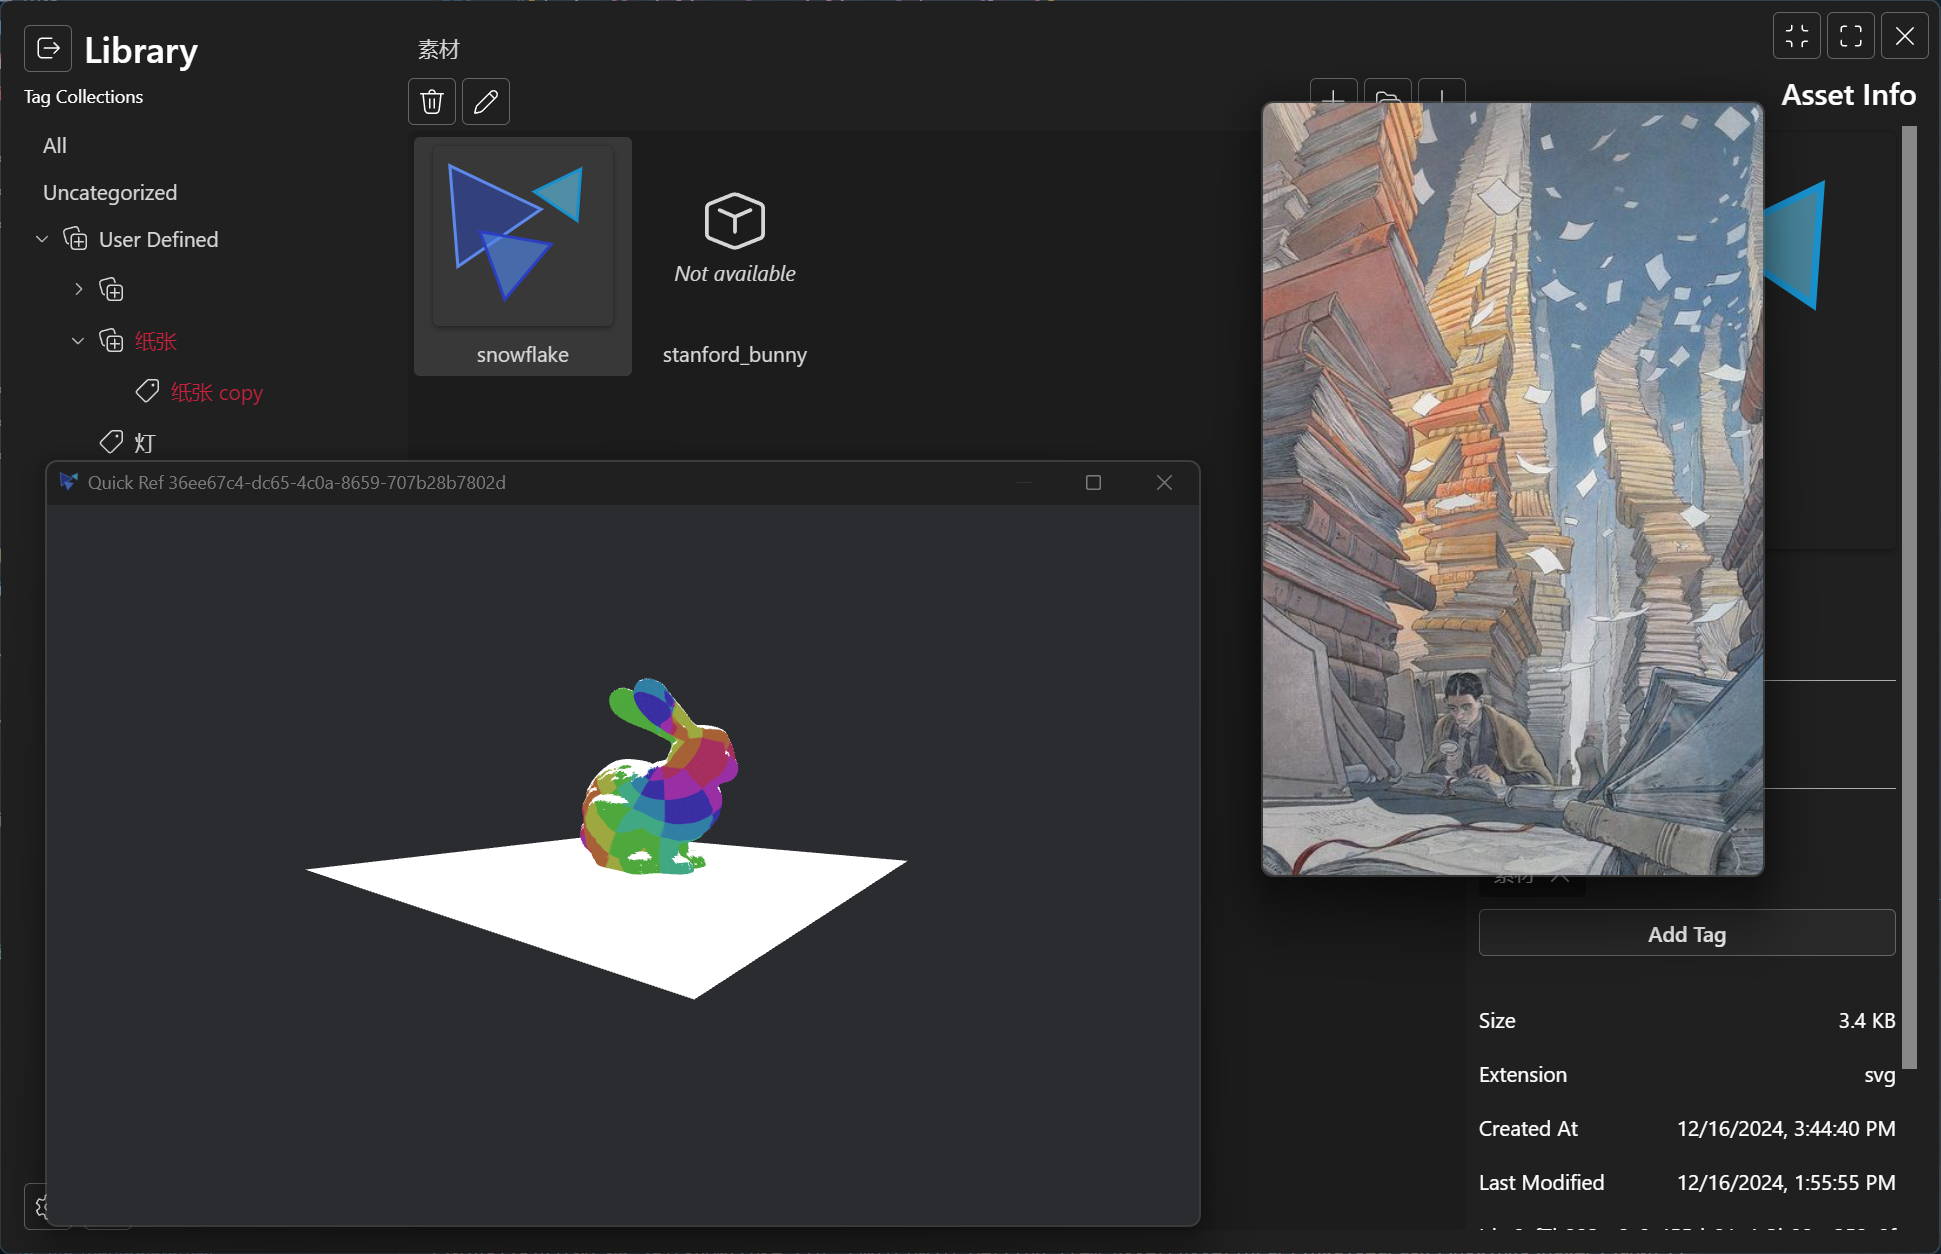 Library
Tag Collections
All
Uncategorized
User Defined
纸张
纸张 copy
灯
素材
snowflake
Not available
stanford_bunny
Quick Ref 36ee67c4-dc65-4c0a-8659-707b28b7802d
Asset Info
素材
Add Tag
Size 3.4 KB
Extension svg
Created At 12/16/2024, 3:44:40 PM
Last Modified 12/16/2024, 1:55:55 PM